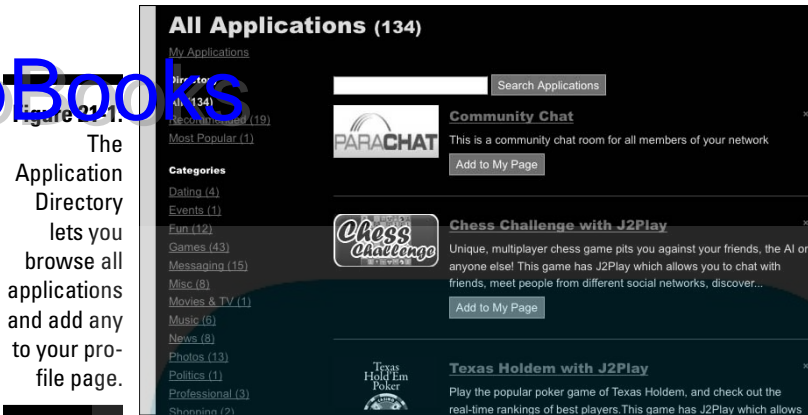 Books
Figure 21-1:
The
Application
Directory
lets you
browse all
applications
and add any
to your pro-
file page.
All Applications (134)
My Applications
Directory
All (134)
Recommended (19)
Most Popular (1)
Categories
Dating (4)
Events (1)
Fun (12)
Games (43)
Messaging (15)
Misc (8)
Movies & TV (1)
Music (6)
News (8)
Photos (13)
Politics (1)
Professional (3)
Shopping (2)
Search Applications
PARACHAT
Community Chat
×
This is a community chat room for all members of your network
Add to My Page
Chess
Challenge
Chess Challenge with J2Play
×
Unique, multiplayer chess game pits you against your friends, the AI or
anyone else! This game has J2Play which allows you to chat with
friends, meet people from different social networks, discover...
Add to My Page
Texas
Hold'Em
Poker
Texas Holdem with J2Play
×
Play the popular poker game of Texas Holdem, and check out the
real-time rankings of best players.This game has J2Play which allows